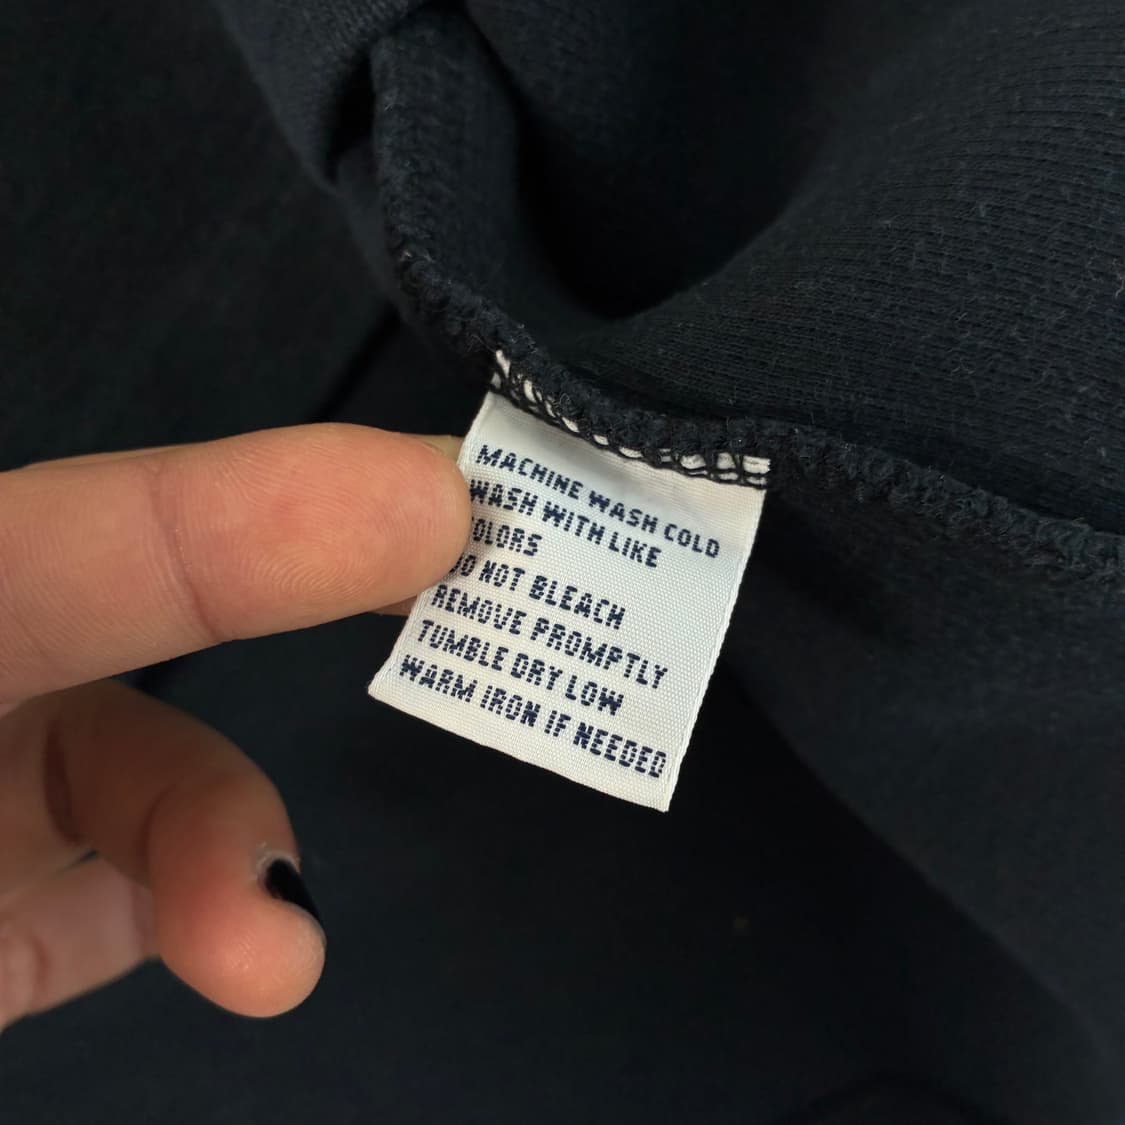 MACHINE WASH COLD
WASH WITH LIKE
COLORS
DO NOT BLEACH
REMOVE PROMPTLY
TUMBLE DRY LOW
WARM IRON IF NEEDED